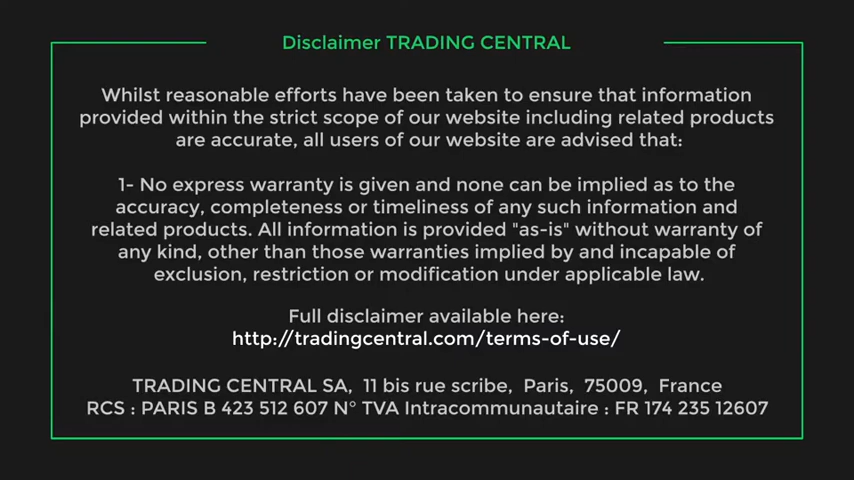 Disclaimer TRADING CENTRAL
Whilst reasonable efforts have been taken to ensure that information
provided within the strict scope of our website including related products
are accurate, all users of our website are advised that:
1- No express warranty is given and none can be implied as to the
accuracy, completeness or timeliness of any such information and
related products. All information is provided "as-is" without warranty of
any kind, other than those warranties implied by and incapable of
exclusion, restriction or modification under applicable law.
Full disclaimer available here:
http://tradingcentral.com/terms-of-use/
TRADING CENTRAL SA, 11 bis rue scribe, Paris, 75009, France
RCS : PARIS B 423 512 607 N° TVA Intracommunautaire : FR 174 235 12607